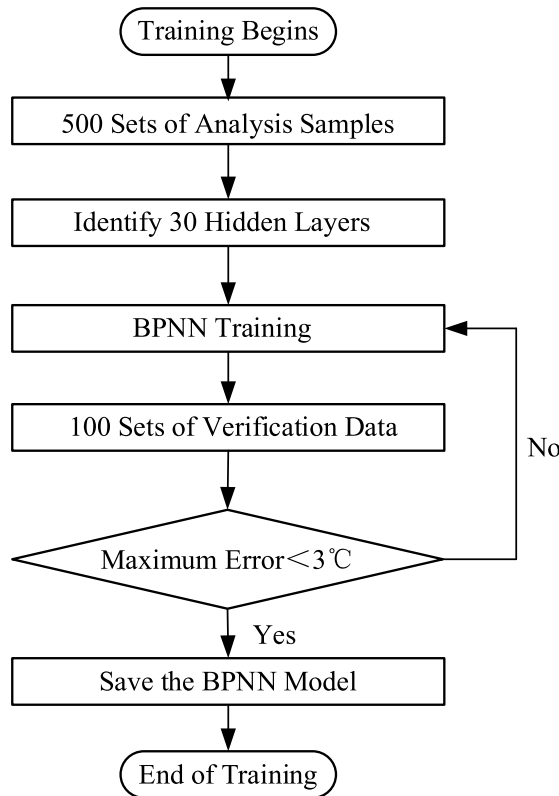 Training Begins
500 Sets of Analysis Samples
Identify 30 Hidden Layers
BPNN Training
100 Sets of Verification Data
No
Maximum Error＜3℃
Yes
Save the BPNN Model
End of Training